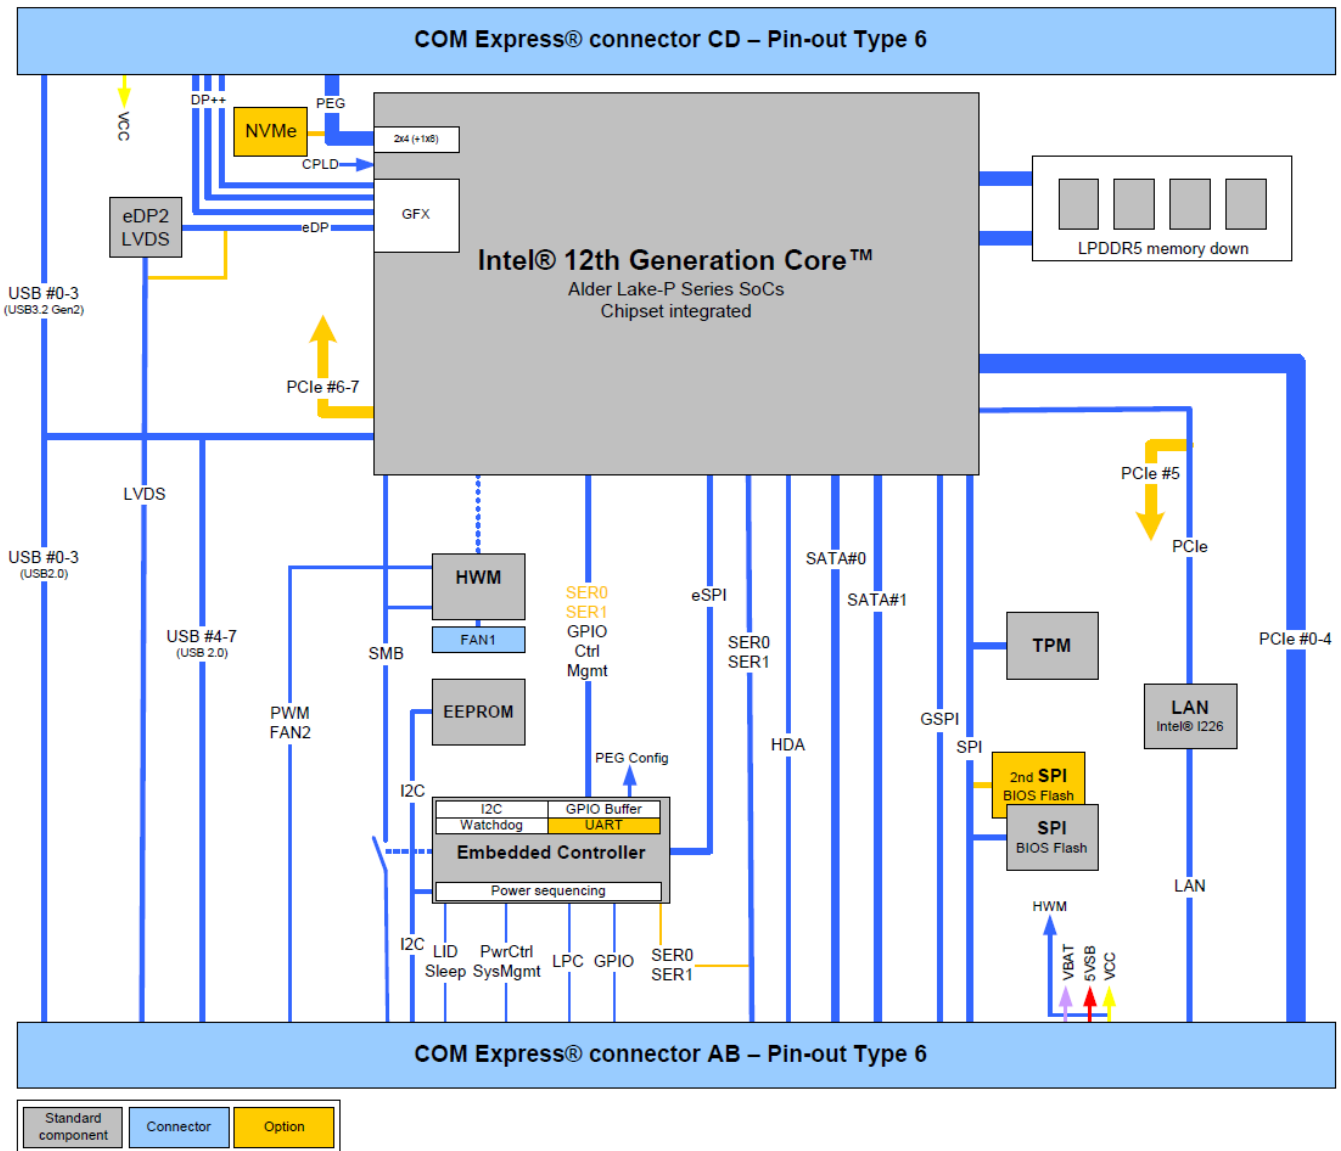 COM Express® connector CD – Pin-out Type 6
DP++
PEG
VCC
NVMe
2x4 (+1x8)
CPLD
GFX
eDP2
LVDS
eDP
LPDDR5 memory down
Intel® 12th Generation Core™
Alder Lake-P Series SoCs
Chipset integrated
USB #0-3
(USB3.2 Gen2)
PCIe #6-7
PCIe #5
LVDS
PCIe
USB #0-3
(USB2.0)
HWM
SATA#0
SATA#1
eSPI
SER0
SER1
GPIO
Ctrl
Mgmt
FAN1
USB #4-7
(USB 2.0)
SMB
SER0
SER1
TPM
PCIe #0-4
EEPROM
PWM
FAN2
GSPI
SPI
HDA
LAN
Intel® I226
PEG Config
I2C
2nd SPI
BIOS Flash
I2C
GPIO Buffer
Watchdog
UART
Embedded Controller
SPI
BIOS Flash
Power sequencing
LAN
HWM
I2C
LID
Sleep
PwrCtrl
SysMgmt
LPC
GPIO
SER0
SER1
VBAT
5VSB
VCC
COM Express® connector AB – Pin-out Type 6
Standard
component
Connector
Option